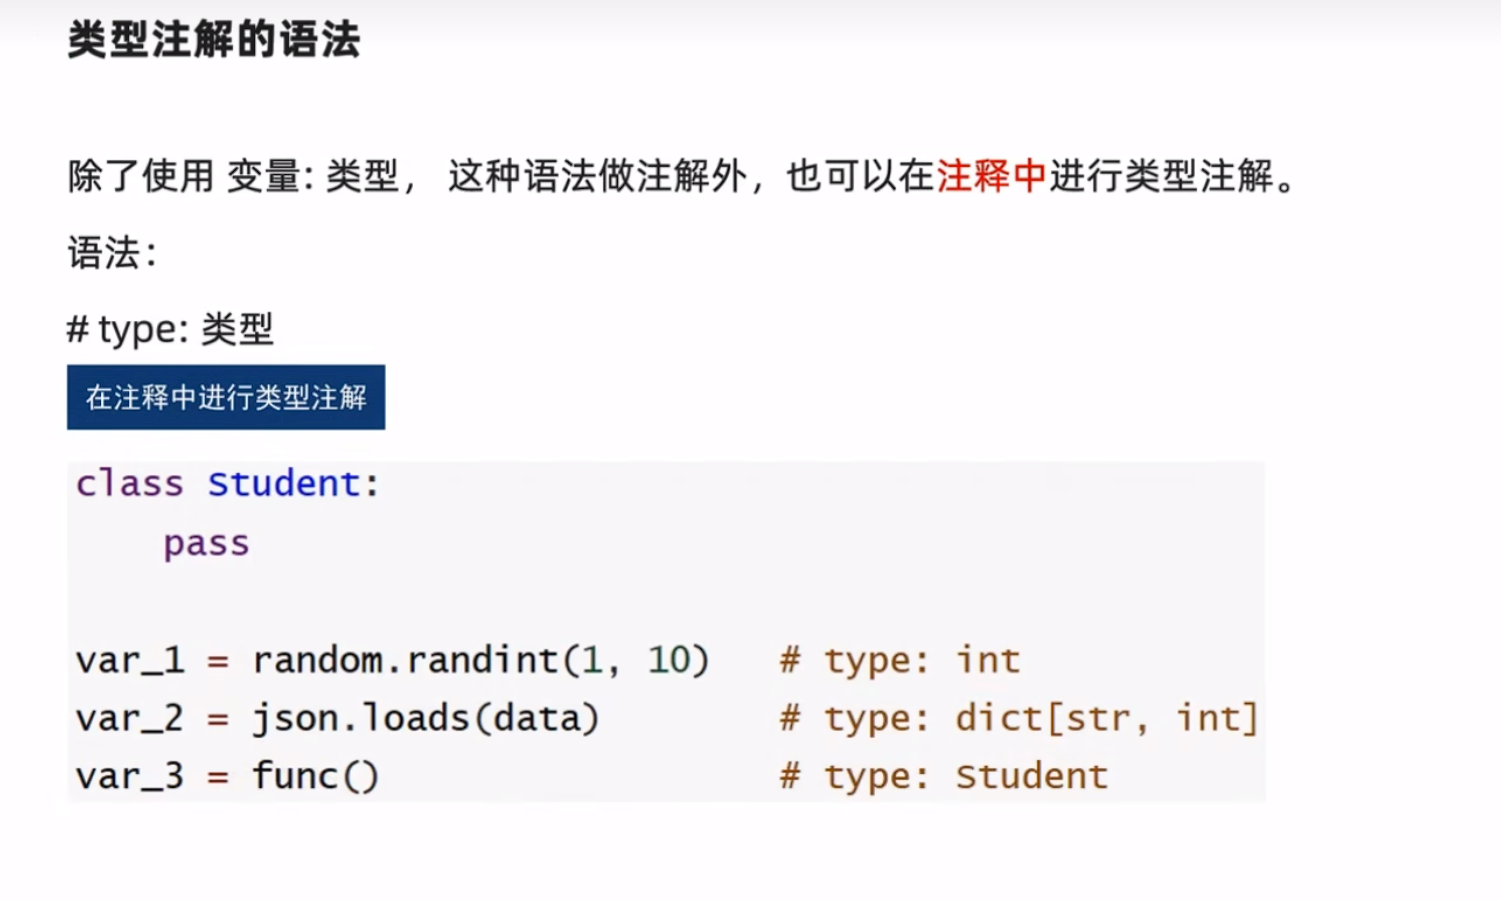 类型注解的语法
除了使用 变量: 类型， 这种语法做注解外，也可以在注释中进行类型注解。
语法：
# type: 类型
在注释中进行类型注解
class Student:
    pass
var_1 = random.randint(1, 10)   # type: int
var_2 = json.loads(data)        # type: dict[str, int]
var_3 = func()                  # type: Student